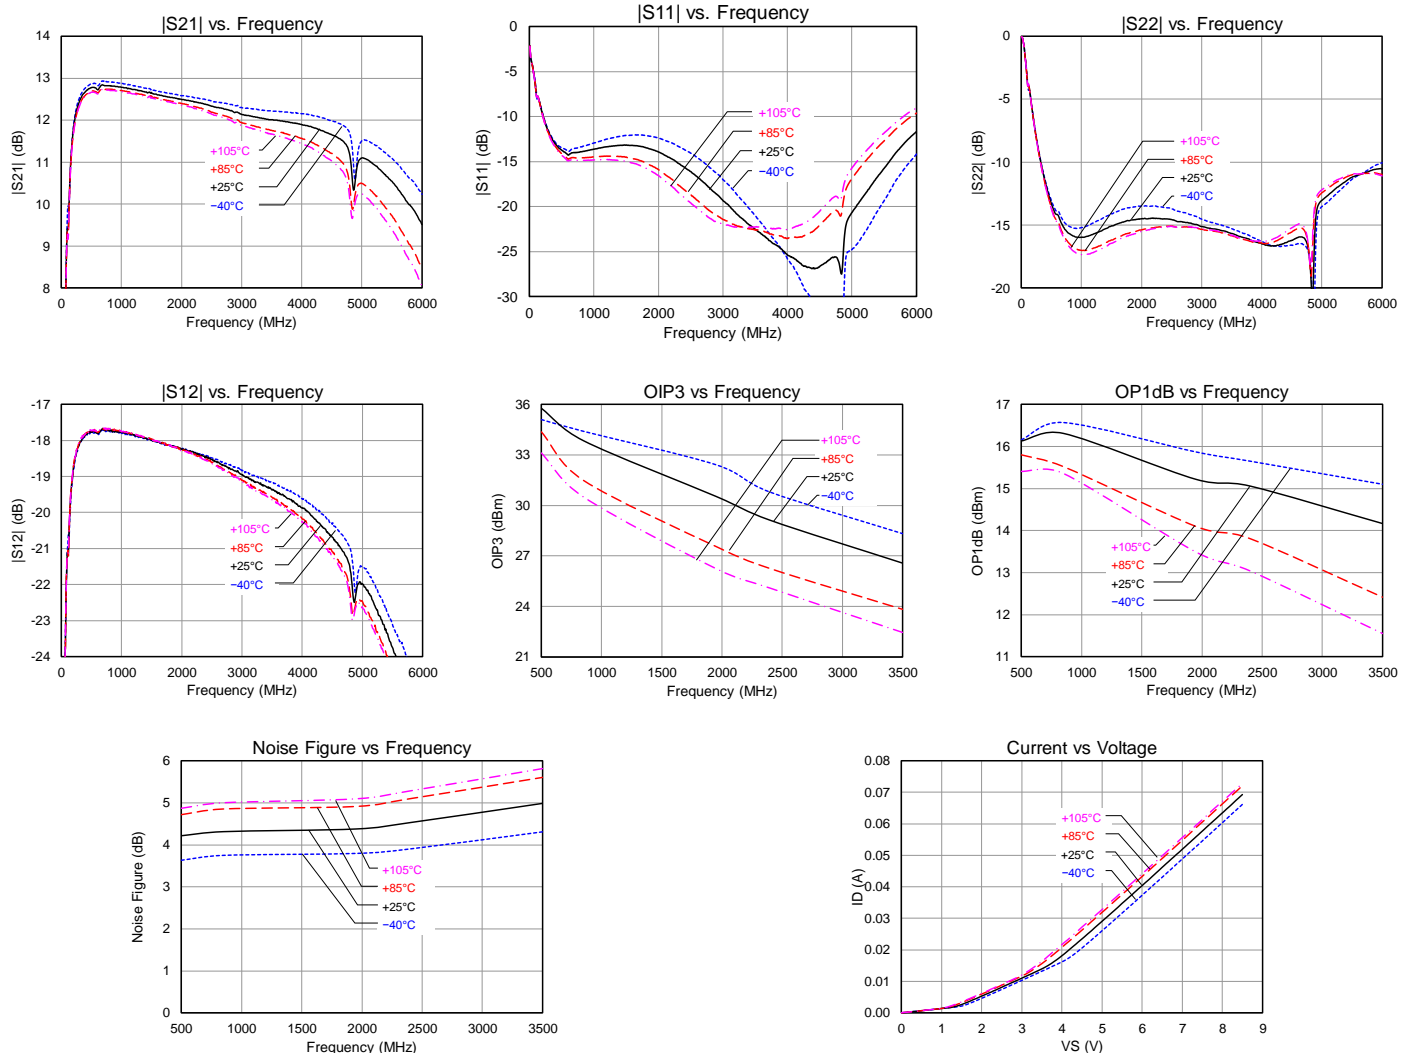 |S21| vs. Frequency
14
13
12
11
10
9
8
|S21| (dB)
+105°C
+85°C
+25°C
−40°C
0 1000 2000 3000 4000 5000 6000
Frequency (MHz)
|S11| vs. Frequency
0
-5
-10
-15
-20
-25
-30
|S11| (dB)
+105°C
+85°C
+25°C
−40°C
0 1000 2000 3000 4000 5000 6000
Frequency (MHz)
|S22| vs. Frequency
0
-5
-10
-15
-20
|S22| (dB)
+105°C
+85°C
+25°C
−40°C
0 1000 2000 3000 4000 5000 6000
Frequency (MHz)
|S12| vs. Frequency
-17
-18
-19
-20
-21
-22
-23
-24
|S12| (dB)
+105°C
+85°C
+25°C
−40°C
0 1000 2000 3000 4000 5000 6000
Frequency (MHz)
OIP3 vs Frequency
36
33
30
27
24
21
OIP3 (dBm)
+105°C
+85°C
+25°C
−40°C
500 1000 1500 2000 2500 3000 3500
Frequency (MHz)
OP1dB vs Frequency
17
16
15
14
13
12
11
OP1dB (dBm)
+105°C
+85°C
+25°C
−40°C
500 1000 1500 2000 2500 3000 3500
Frequency (MHz)
Noise Figure vs Frequency
6
5
4
3
2
1
0
Noise Figure (dB)
+105°C
+85°C
+25°C
−40°C
500 1000 1500 2000 2500 3000 3500
Frequency (MHz)
Current vs Voltage
0.08
0.07
0.06
0.05
0.04
0.03
0.02
0.01
0.00
ID (A)
+105°C
+85°C
+25°C
−40°C
0 1 2 3 4 5 6 7 8 9
VS (V)